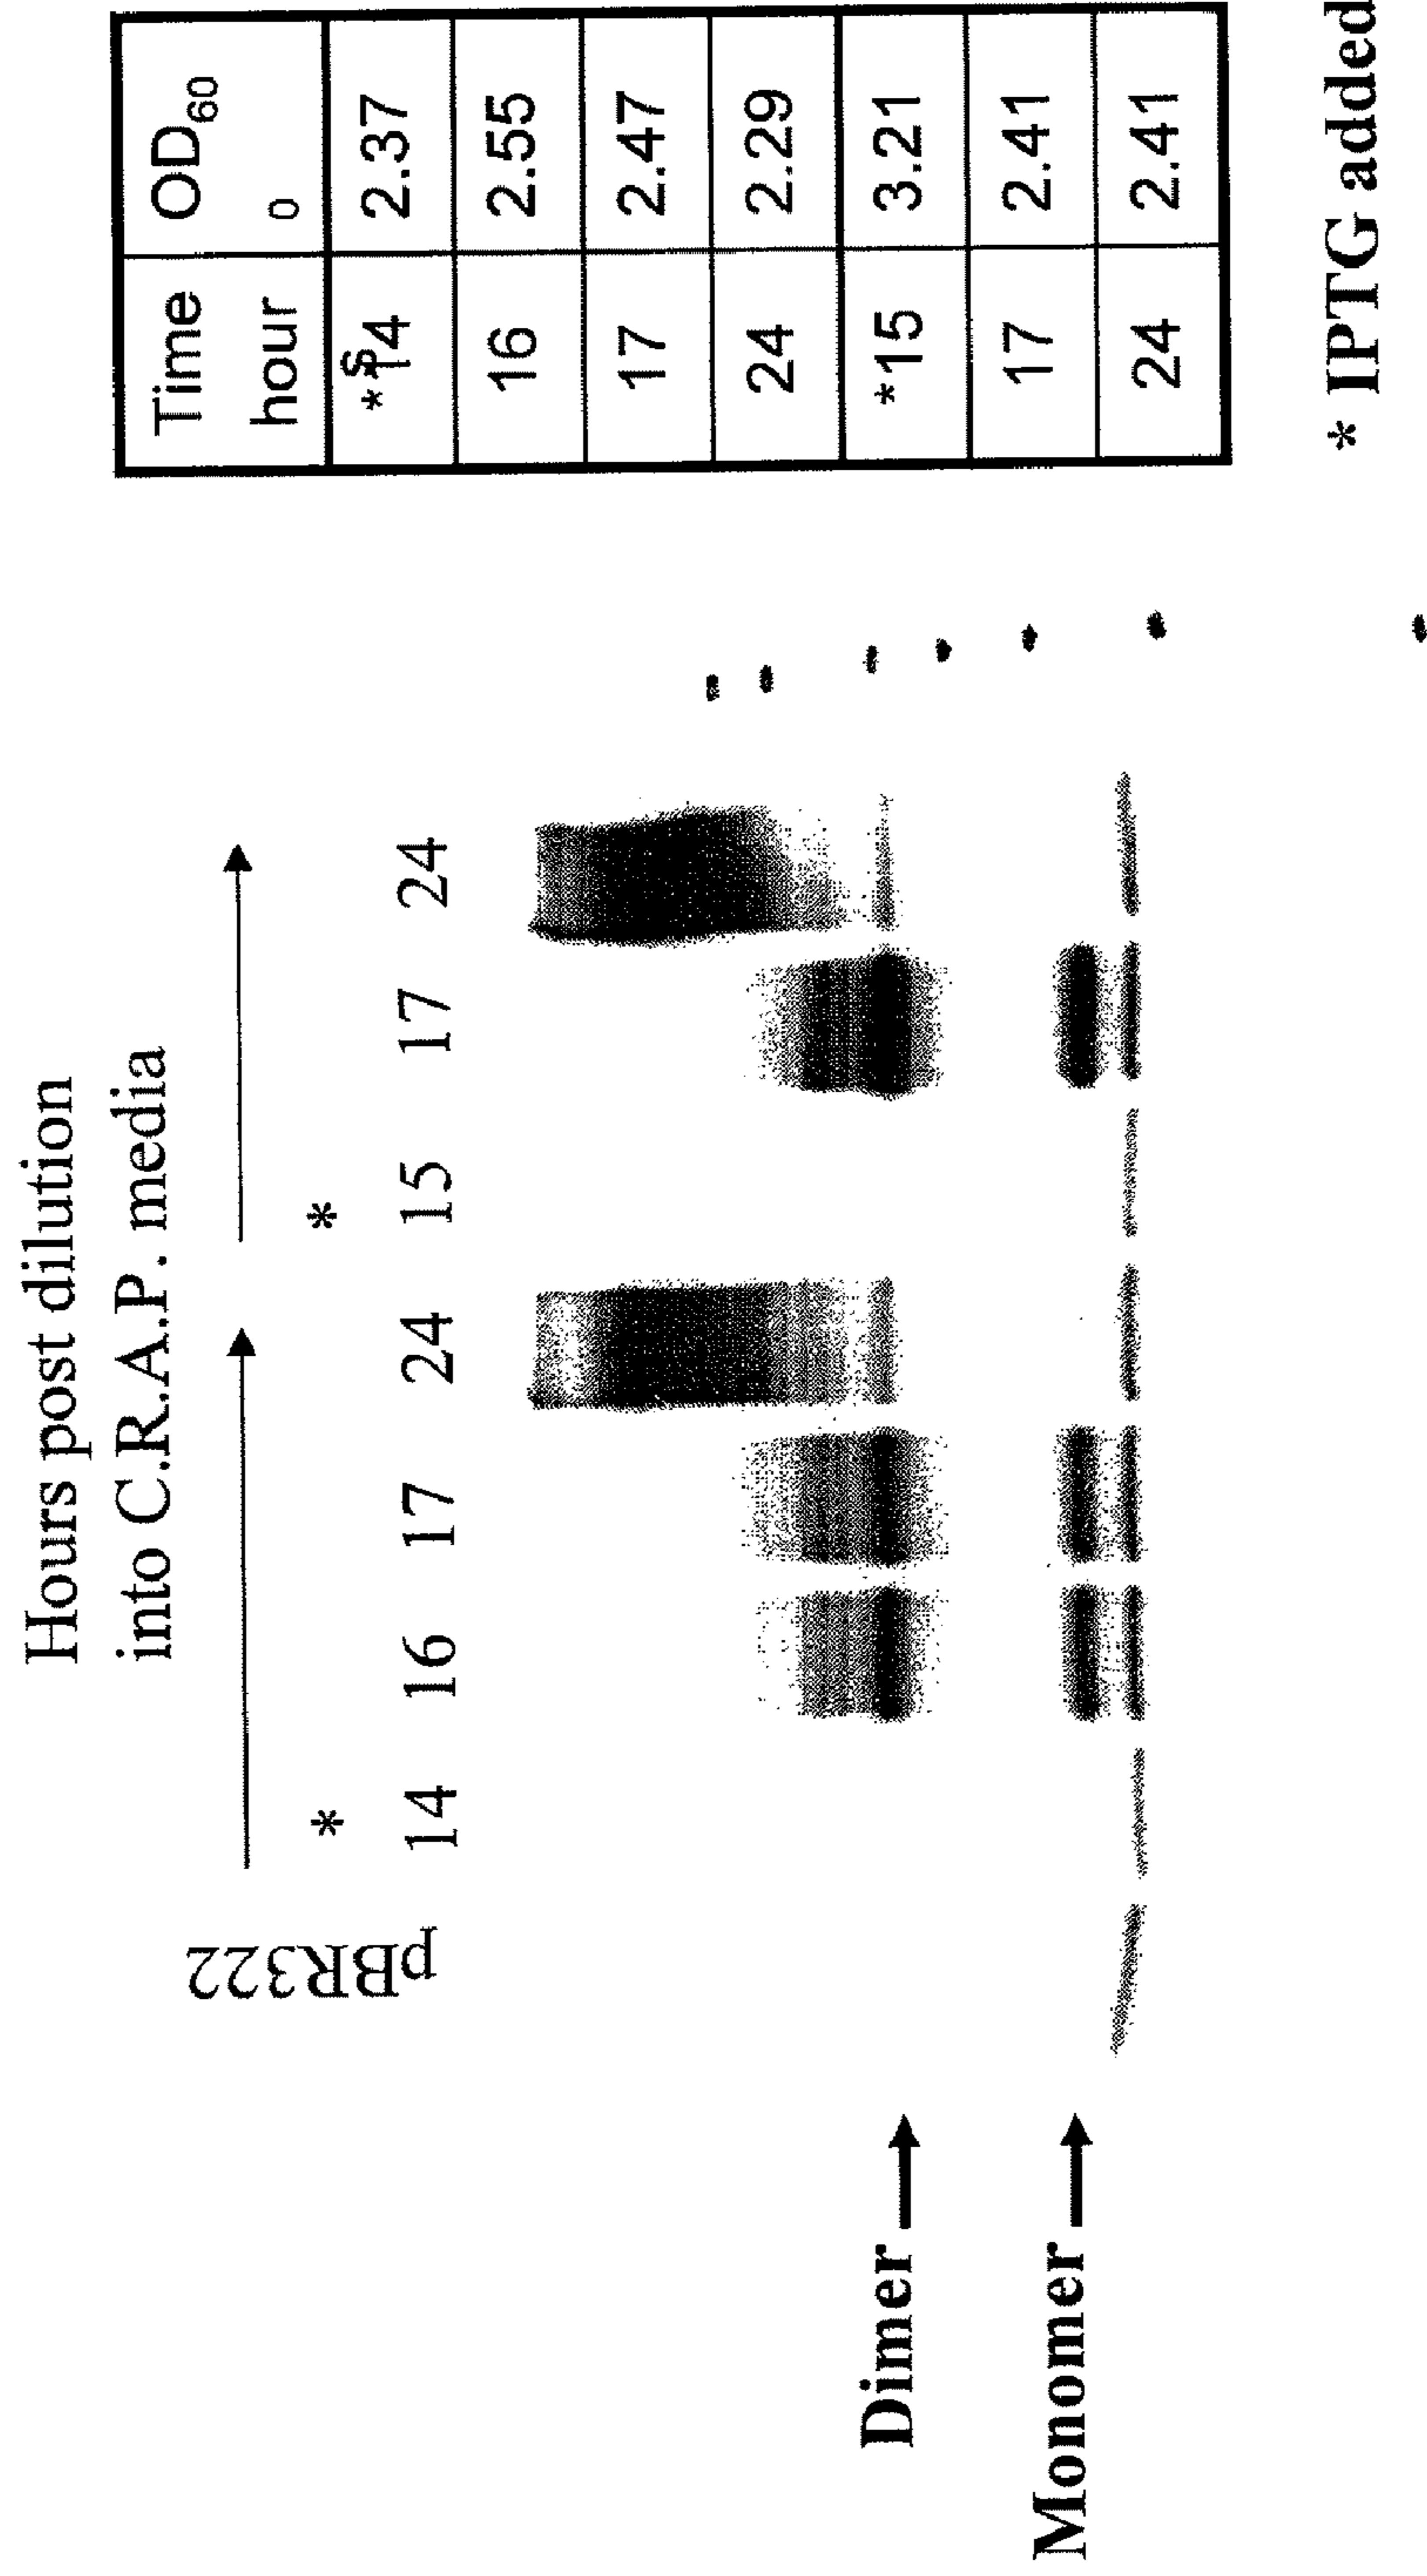 Hours post dilution
into C.R.A.P. media
* *
pBR322 14 16 17 24 15 17 24
Dimer
Monomer
Time hour OD600
*14 2.37
16 2.55
17 2.47
24 2.29
*15 3.21
17 2.41
24 2.41
* IPTG added